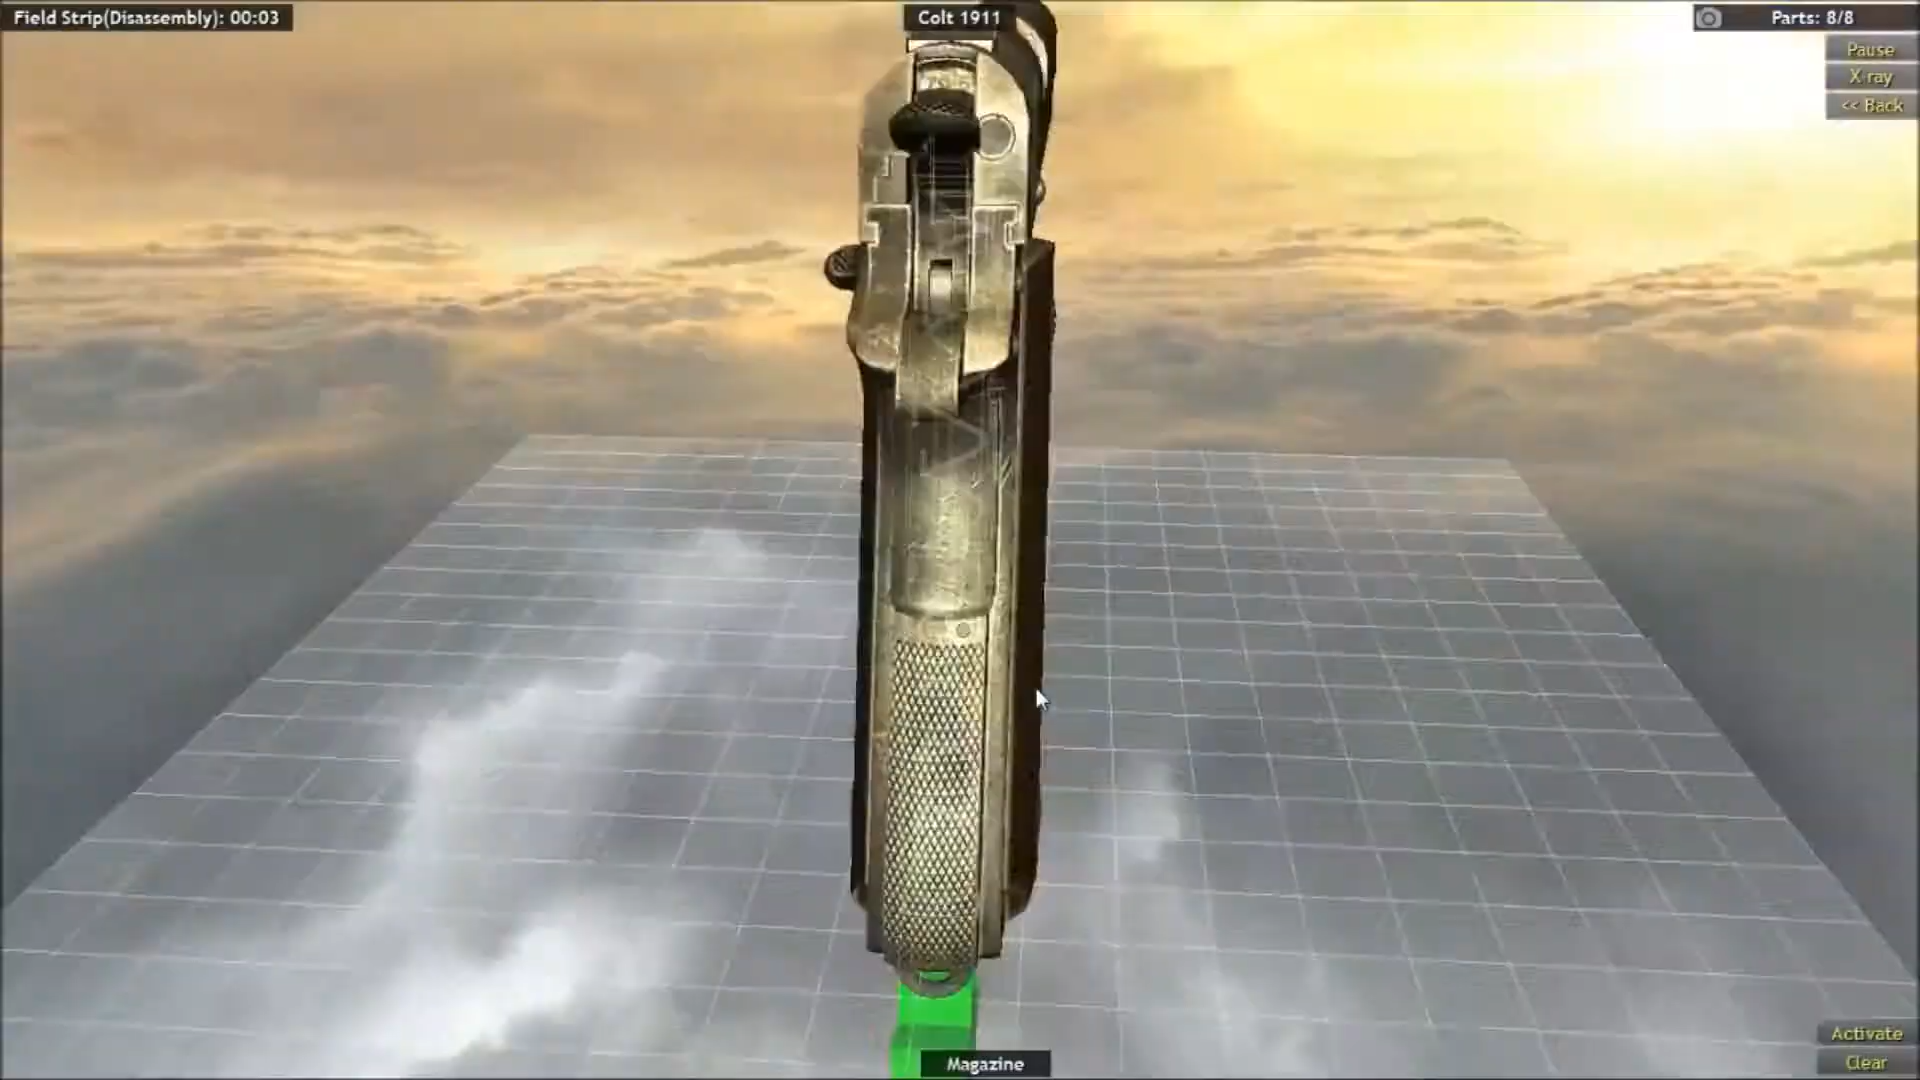 Field Strip(Disassembly): 00:03
Colt 1911
Parts: 8/8
Pause
X-ray
<< Back
Magazine
Activate
Clear